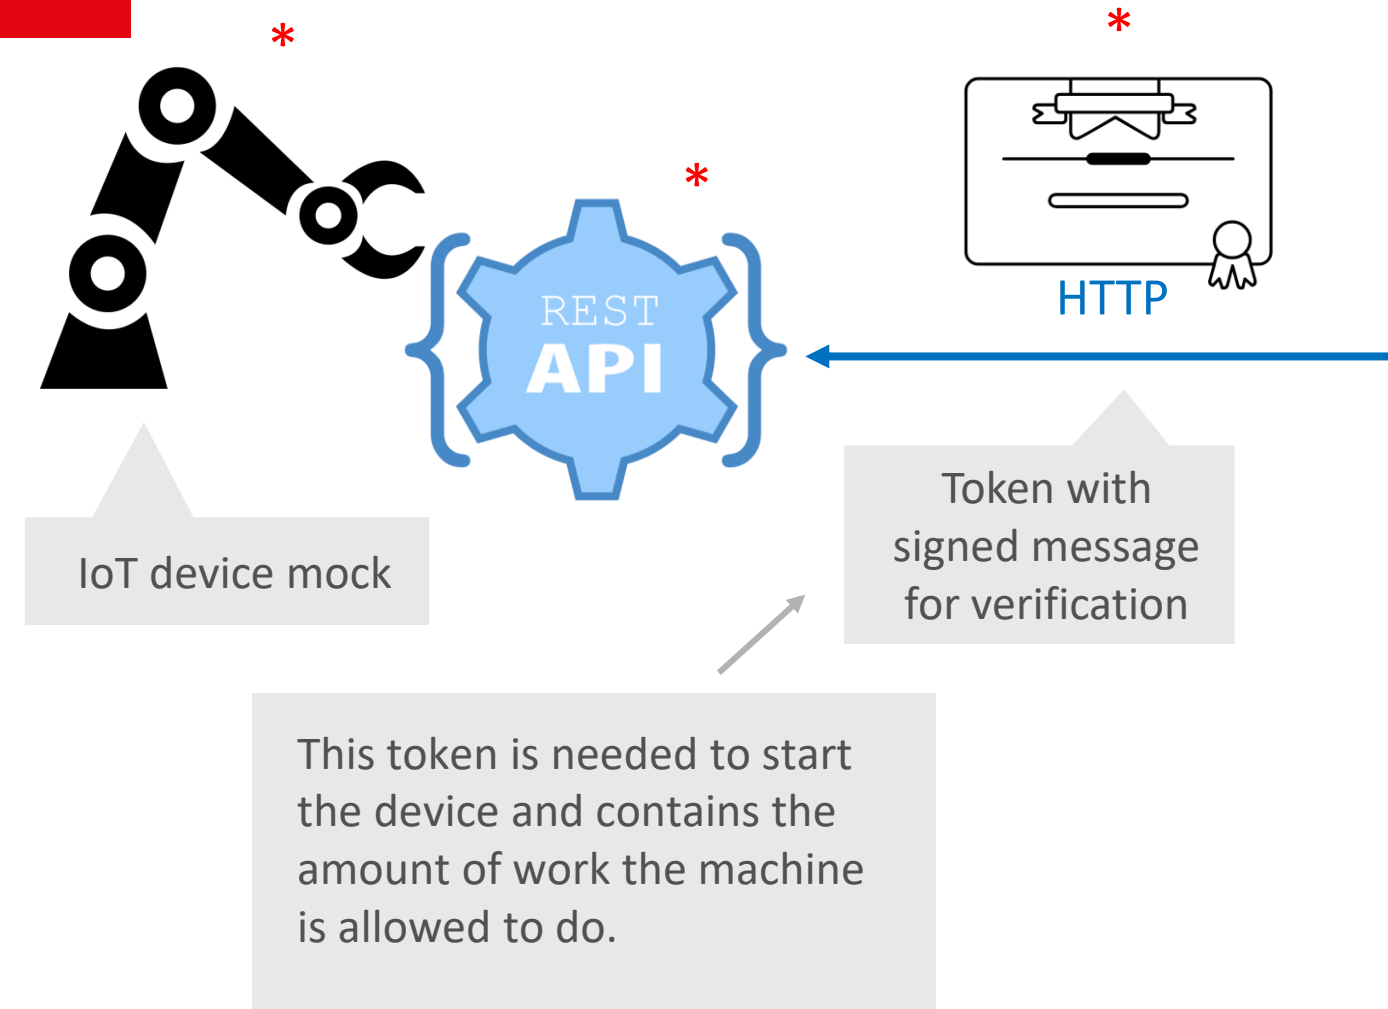 *
*
*
REST
API
HTTP
IoT device mock
Token with
signed message
for verification
This token is needed to start
the device and contains the
amount of work the machine
is allowed to do.